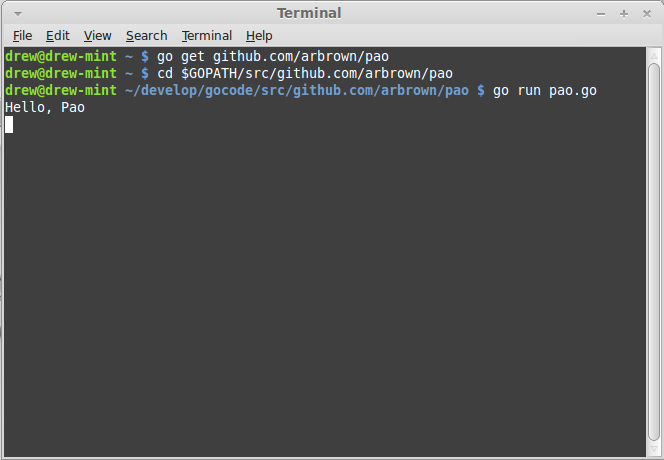 Terminal
File Edit View Search Terminal Help
drew@drew-mint ~ $ go get github.com/arbrown/pao
drew@drew-mint ~ $ cd $GOPATH/src/github.com/arbrown/pao
drew@drew-mint ~/develop/gocode/src/github.com/arbrown/pao $ go run pao.go
Hello, Pao